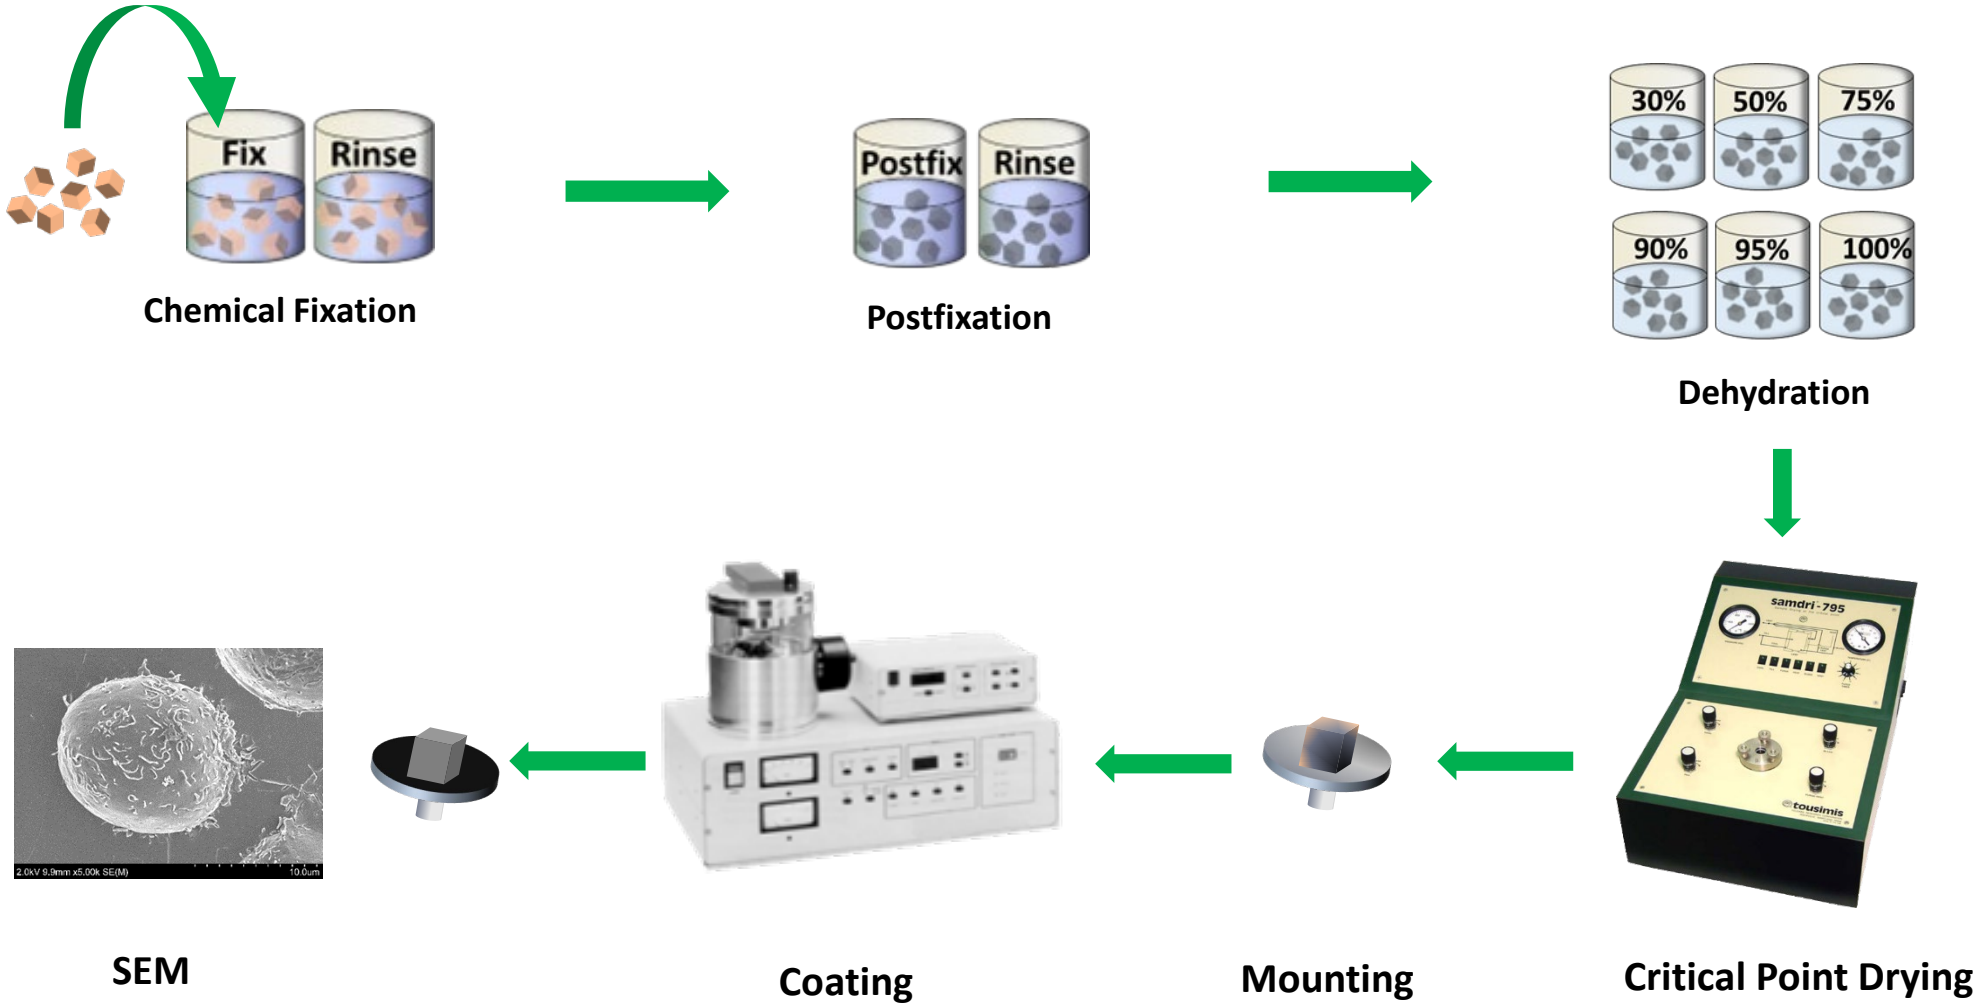 Fix
Rinse
Chemical Fixation
Postfix
Rinse
Postfixation
30%
50%
75%
90%
95%
100%
Dehydration
samdri-795
tousimis
Critical Point Drying
Mounting
Coating
2.0kV 9.9mm x5.00k SE(M)
10.0um
SEM